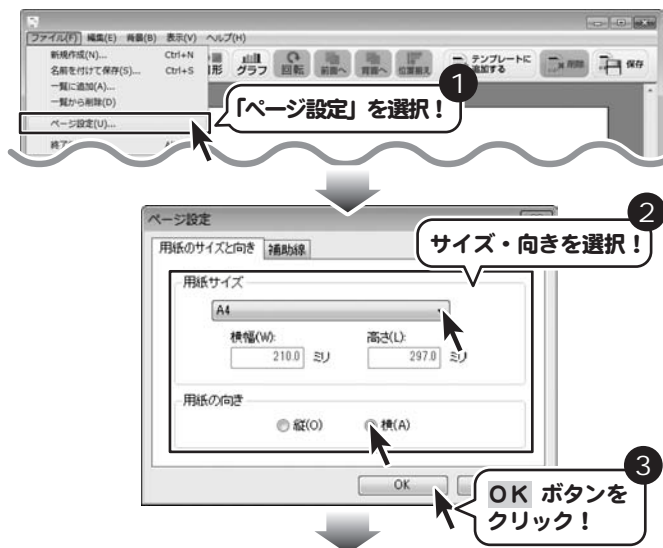 ファイル(F) 編集(E) 背景(B) 表示(V) ヘルプ(H)
新規作成(N)... Ctrl+N
名前を付けて保存(S)... Ctrl+S
一覧に追加(A)...
一覧から削除(D)
ページ設定(U)...
形 グラフ 回転 前面へ 背面へ 位置揃え テンプレートに追加する 削除 保存
1
「ページ設定」を選択！
ページ設定
2
サイズ・向きを選択！
用紙のサイズと向き 補助線
用紙サイズ
A4
横幅(W): 高さ(L):
210.0 ミリ 297.0 ミリ
用紙の向き
縦(O) 横(A)
OK
3
OK ボタンを
クリック！